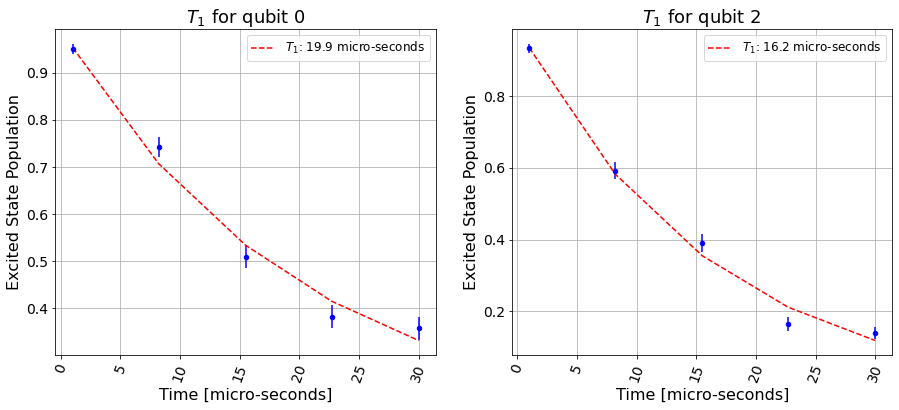 T₁ for qubit 0
T₁: 19.9 micro-seconds
Excited State Population
0.9
0.8
0.7
0.6
0.5
0.4
0 5 10 15 20 25 30
Time [micro-seconds]
T₁ for qubit 2
T₁: 16.2 micro-seconds
Excited State Population
0.8
0.6
0.4
0.2
0 5 10 15 20 25 30
Time [micro-seconds]